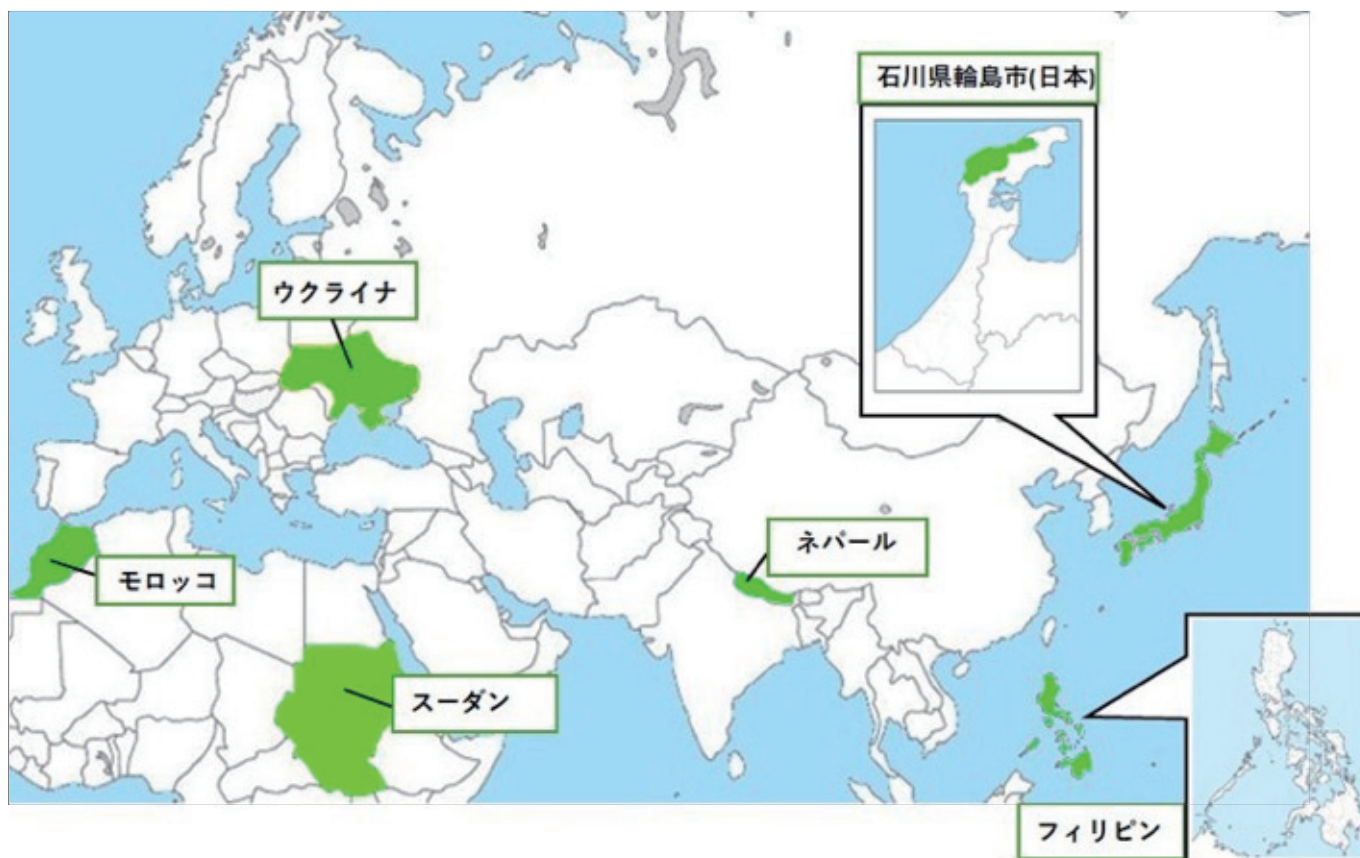 石川県輪島市(日本)
ウクライナ
ネパール
モロッコ
スーダン
フィリピン